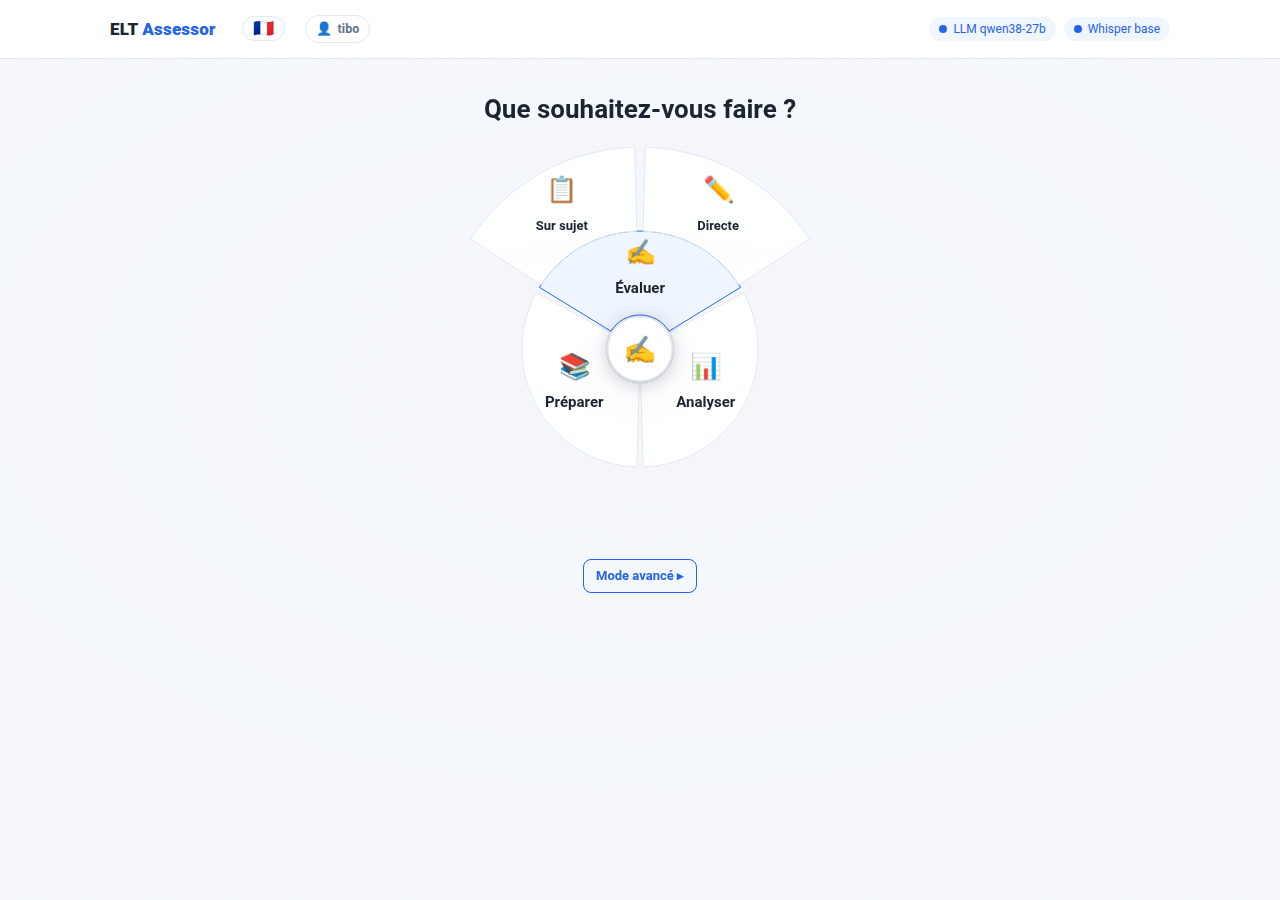 ELT Assessor
tibo
LLM qwen38-27b
Whisper base
Que souhaitez-vous faire ?
Sur sujet
Directe
Évaluer
Préparer
Analyser
Mode avancé ▸